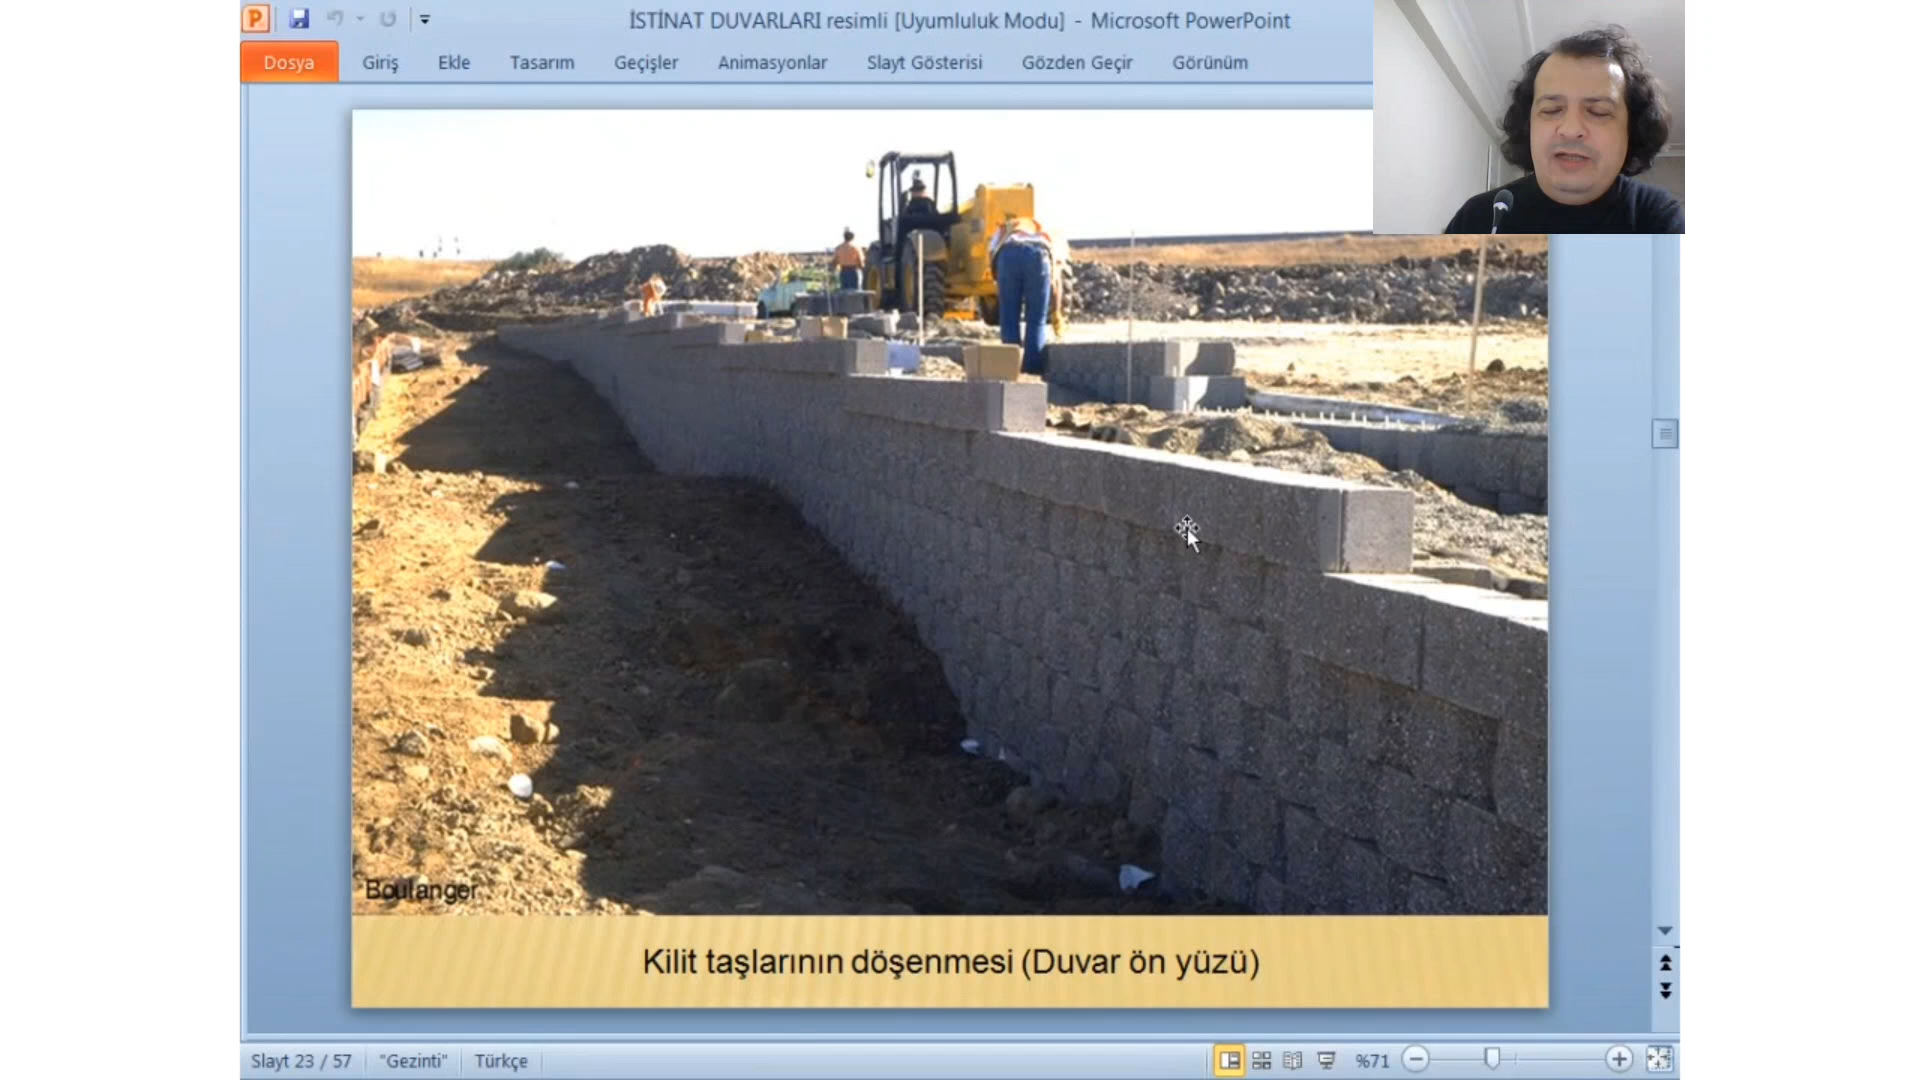 İSTİNAT DUVARLARI resimli [Uyumluluk Modu] - Microsoft PowerPoint
Dosya Giriş Ekle Tasarım Geçişler Animasyonlar Slayt Gösterisi Gözden Geçir Görünüm
Boulanger
Kilit taşlarının döşenmesi (Duvar ön yüzü)
Slayt 23 / 57 "Gezinti" Türkçe %71